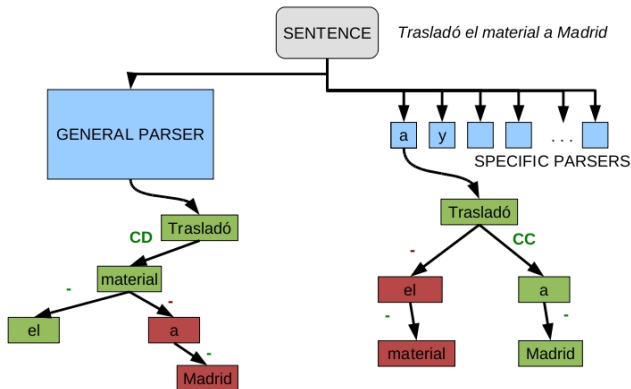 SENTENCE
Trasladó el material a Madrid
GENERAL PARSER
a
y
. . .
SPECIFIC PARSERS
Trasladó
CD
material
-
-
el
a
-
Madrid
Trasladó
-
CC
el
a
-
-
material
Madrid